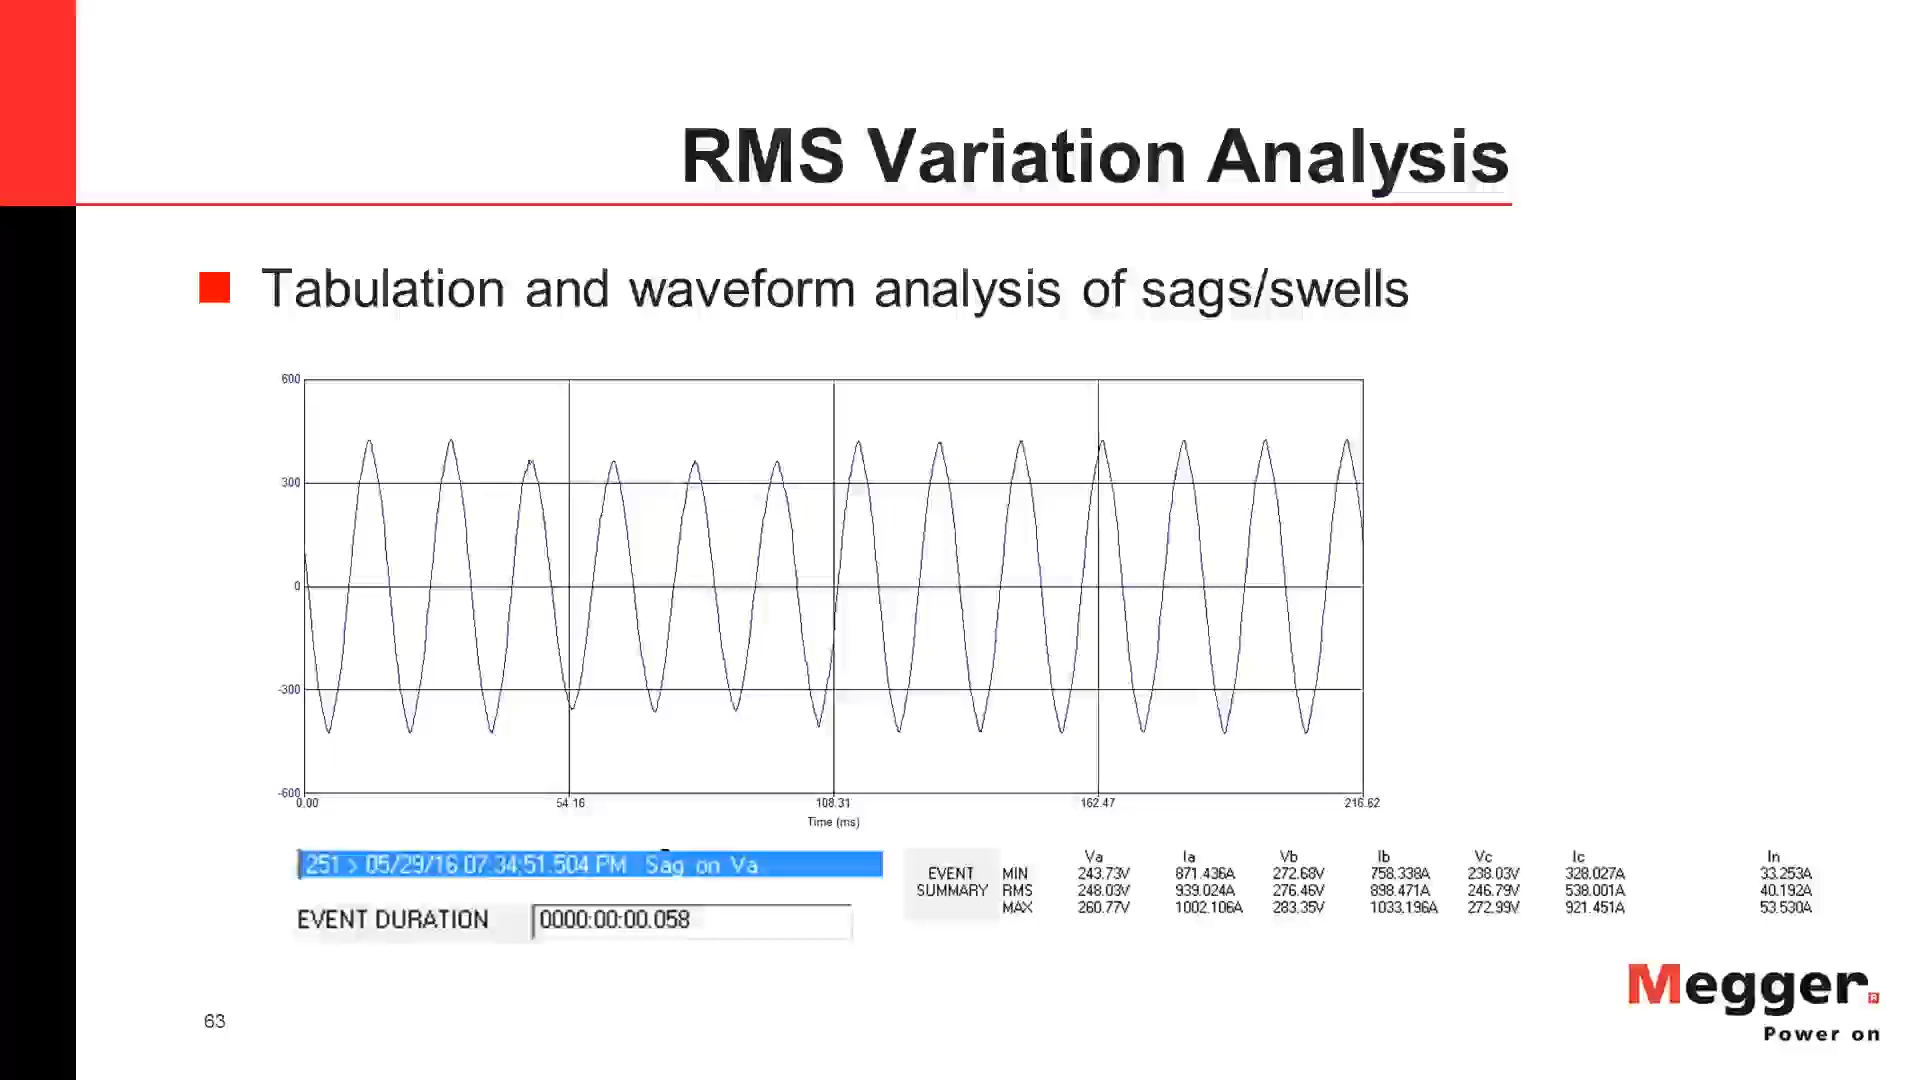 RMS Variation Analysis
Tabulation and waveform analysis of sags/swells
600
300
0
-300
-600
0.00 54.16 108.31 162.47 216.62
Time (ms)
251 > 05/29/16 07:34:51.504 PM Sag on Va
EVENT DURATION 0000:00:00.058
Va Ia Vb Ib Vc Ic In
EVENT SUMMARY
MIN 243.73V 871.436A 272.68V 758.338A 238.03V 328.027A 33.253A
RMS 248.03V 939.024A 276.46V 898.471A 246.79V 538.001A 40.192A
MAX 260.77V 1002.106A 283.35V 1033.196A 272.99V 921.451A 53.530A
Megger®
Power on
63